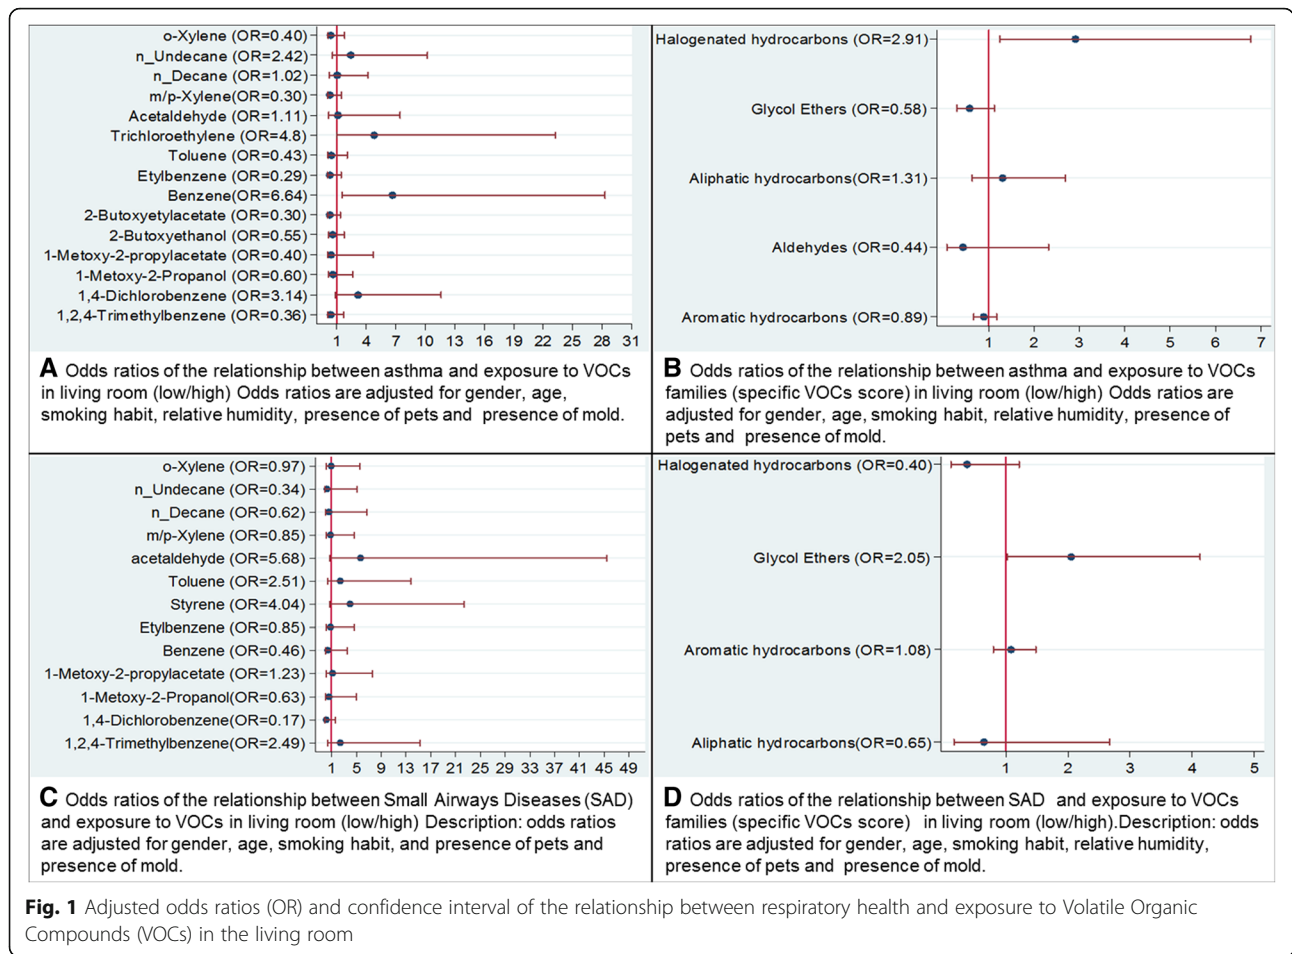 o-Xylene (OR=0.40)
n_Undecane (OR=2.42)
n_Decane (OR=1.02)
m/p-Xylene(OR=0.30)
Acetaldehyde (OR=1.11)
Trichloroethylene (OR=4.8)
Toluene (OR=0.43)
Etylbenzene (OR=0.29)
Benzene(OR=6.64)
2-Butoxyetylacetate (OR=0.30)
2-Butoxyethanol (OR=0.55)
1-Metoxy-2-propylacetate (OR=0.40)
1-Metoxy-2-Propanol (OR=0.60)
1,4-Dichlorobenzene (OR=3.14)
1,2,4-Trimethylbenzene (OR=0.36)
1 4 7 10 13 16 19 22 25 28 31
A Odds ratios of the relationship between asthma and exposure to VOCs
in living room (low/high) Odds ratios are adjusted for gender, age,
smoking habit, relative humidity, presence of pets and presence of mold.
Halogenated hydrocarbons (OR=2.91)
Glycol Ethers (OR=0.58)
Aliphatic hydrocarbons(OR=1.31)
Aldehydes (OR=0.44)
Aromatic hydrocarbons (OR=0.89)
1 2 3 4 5 6 7
B Odds ratios of the relationship between asthma and exposure to VOCs
families (specific VOCs score) in living room (low/high) Odds ratios are
adjusted for gender, age, smoking habit, relative humidity, presence of
pets and presence of mold.
o-Xylene (OR=0.97)
n_Undecane (OR=0.34)
n_Decane (OR=0.62)
m/p-Xylene (OR=0.85)
acetaldehyde (OR=5.68)
Toluene (OR=2.51)
Styrene (OR=4.04)
Etylbenzene (OR=0.85)
Benzene (OR=0.46)
1-Metoxy-2-propylacetate (OR=1.23)
1-Metoxy-2-Propanol(OR=0.63)
1,4-Dichlorobenzene(OR=0.17)
1,2,4-Trimethylbenzene(OR=2.49)
1 5 9 13 17 21 25 29 33 37 41 45 49
C Odds ratios of the relationship between Small Airways Diseases (SAD)
and exposure to VOCs in living room (low/high) Description: odds ratios
are adjusted for gender, age, smoking habit, and presence of pets and
presence of mold.
Halogenated hydrocarbons (OR=0.40)
Glycol Ethers (OR=2.05)
Aromatic hydrocarbons (OR=1.08)
Aliphatic hydrocarbons(OR=0.65)
1 2 3 4 5
D Odds ratios of the relationship between SAD and exposure to VOCs
families (specific VOCs score) in living room (low/high).Description: odds
ratios are adjusted for gender, age, smoking habit, relative humidity,
presence of pets and presence of mold.
Fig. 1 Adjusted odds ratios (OR) and confidence interval of the relationship between respiratory health and exposure to Volatile Organic
Compounds (VOCs) in the living room